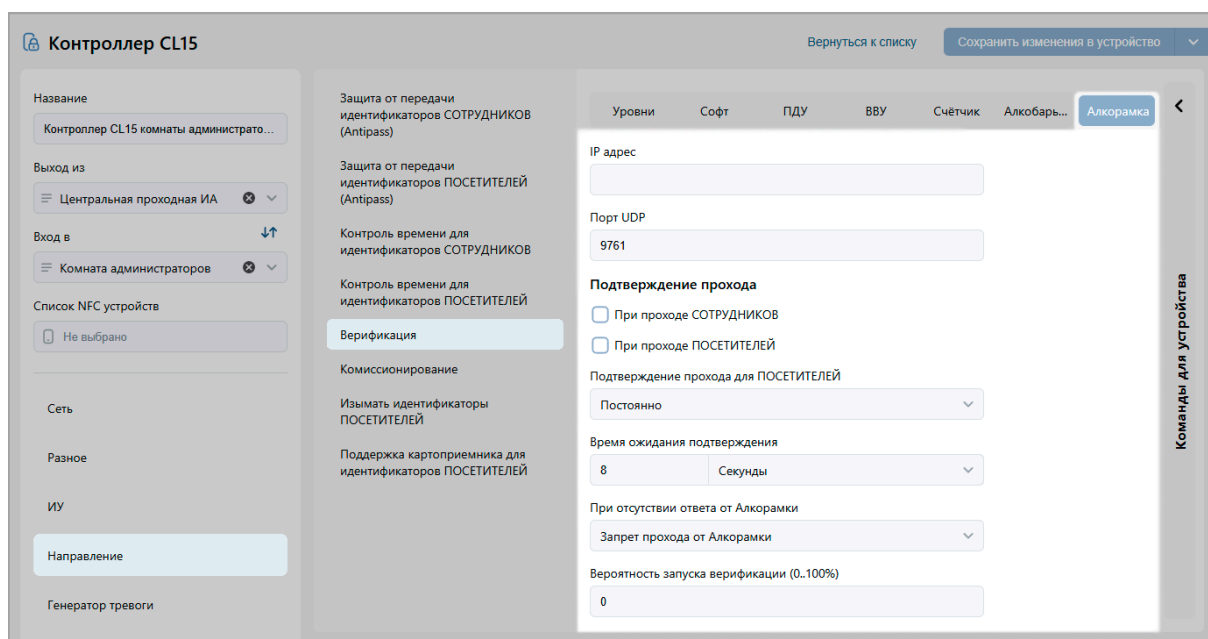 Контроллер CL15
Вернуться к списку
Сохранить изменения в устройство
Название
Контроллер CL15 комнаты администрато...
Выход из
Центральная проходная ИА
Вход в
Комната администраторов
Список NFC устройств
Не выбрано
Сеть
Разное
ИУ
Направление
Генератор тревоги
Защита от передачи
идентификаторов СОТРУДНИКОВ
(Antipass)
Защита от передачи
идентификаторов ПОСЕТИТЕЛЕЙ
(Antipass)
Контроль времени для
идентификаторов СОТРУДНИКОВ
Контроль времени для
идентификаторов ПОСЕТИТЕЛЕЙ
Верификация
Комиссионирование
Изымать идентификаторы
ПОСЕТИТЕЛЕЙ
Поддержка картоприемника для
идентификаторов ПОСЕТИТЕЛЕЙ
Уровни Софт ПДУ ВВУ Счётчик Алкобарь... Алкорамка
IP адрес
Порт UDP
9761
Подтверждение прохода
При проходе СОТРУДНИКОВ
При проходе ПОСЕТИТЕЛЕЙ
Подтверждение прохода для ПОСЕТИТЕЛЕЙ
Постоянно
Время ожидания подтверждения
8 Секунды
При отсутствии ответа от Алкорамки
Запрет прохода от Алкорамки
Вероятность запуска верификации (0..100%)
0
Команды для устройства